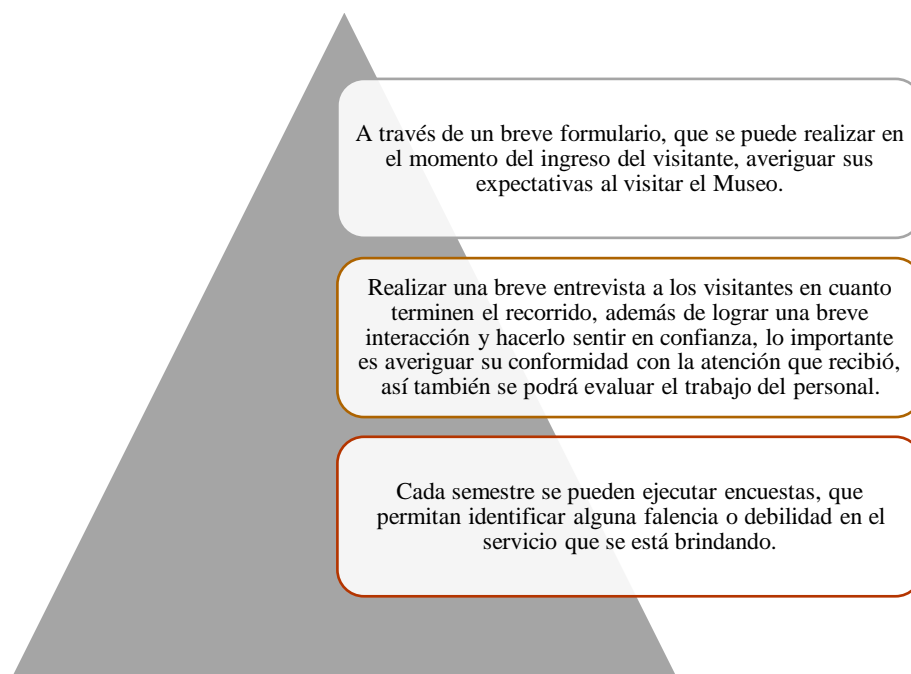 A través de un breve formulario, que se puede realizar en
el momento del ingreso del visitante, averiguar sus
expectativas al visitar el Museo.
Realizar una breve entrevista a los visitantes en cuanto
terminen el recorrido, además de lograr una breve
interacción y hacerlo sentir en confianza, lo importante
es averiguar su conformidad con la atención que recibió,
así también se podrá evaluar el trabajo del personal.
Cada semestre se pueden ejecutar encuestas, que
permitan identificar alguna falencia o debilidad en el
servicio que se está brindando.